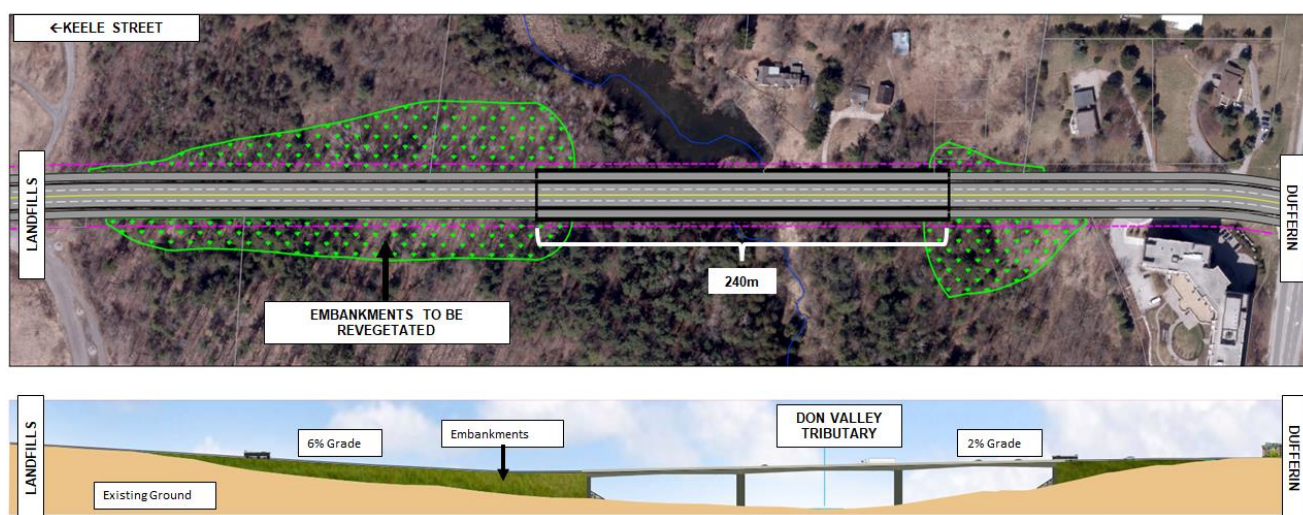 ←KEELE STREET
LANDFILLS
DUFFERIN
240m
EMBANKMENTS TO BE
REVEGETATED
LANDFILLS
6% Grade
Embankments
DON VALLEY
TRIBUTARY
2% Grade
DUFFERIN
Existing Ground